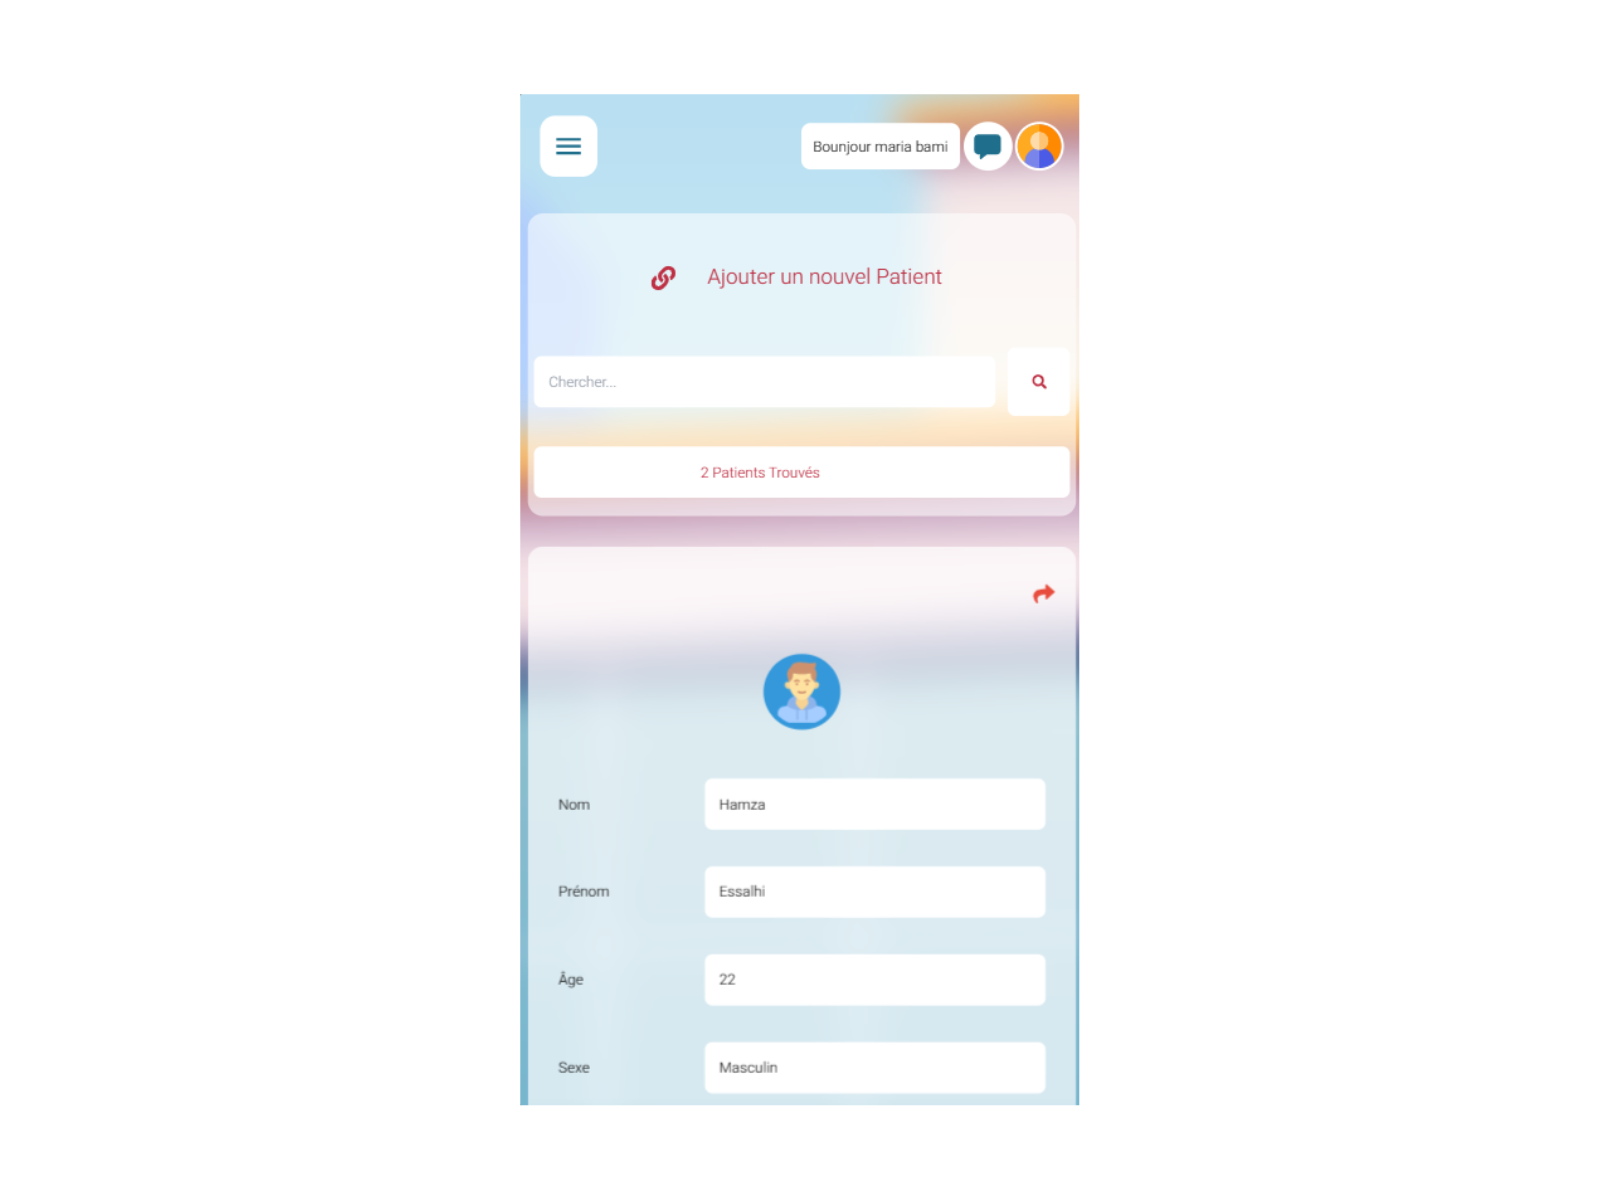 Bounjour maria bami
Ajouter un nouvel Patient
Chercher...
2 Patients Trouvés
Nom
Hamza
Prénom
Essalhi
Âge
22
Sexe
Masculin